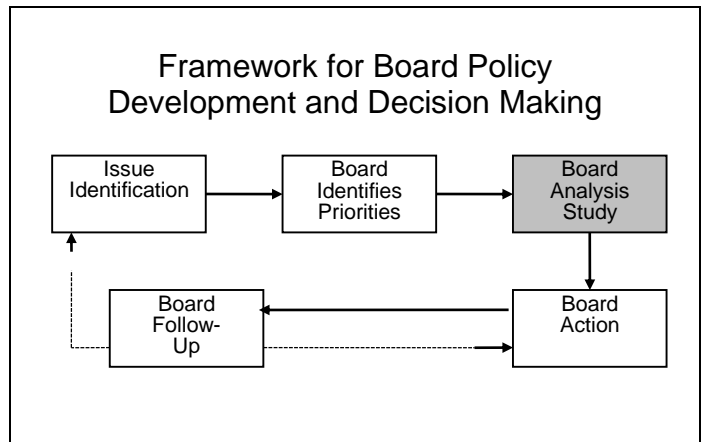 Framework for Board Policy
Development and Decision Making
Issue
Identification
Board
Identifies
Priorities
Board
Analysis
Study
Board
Follow-
Up
Board
Action